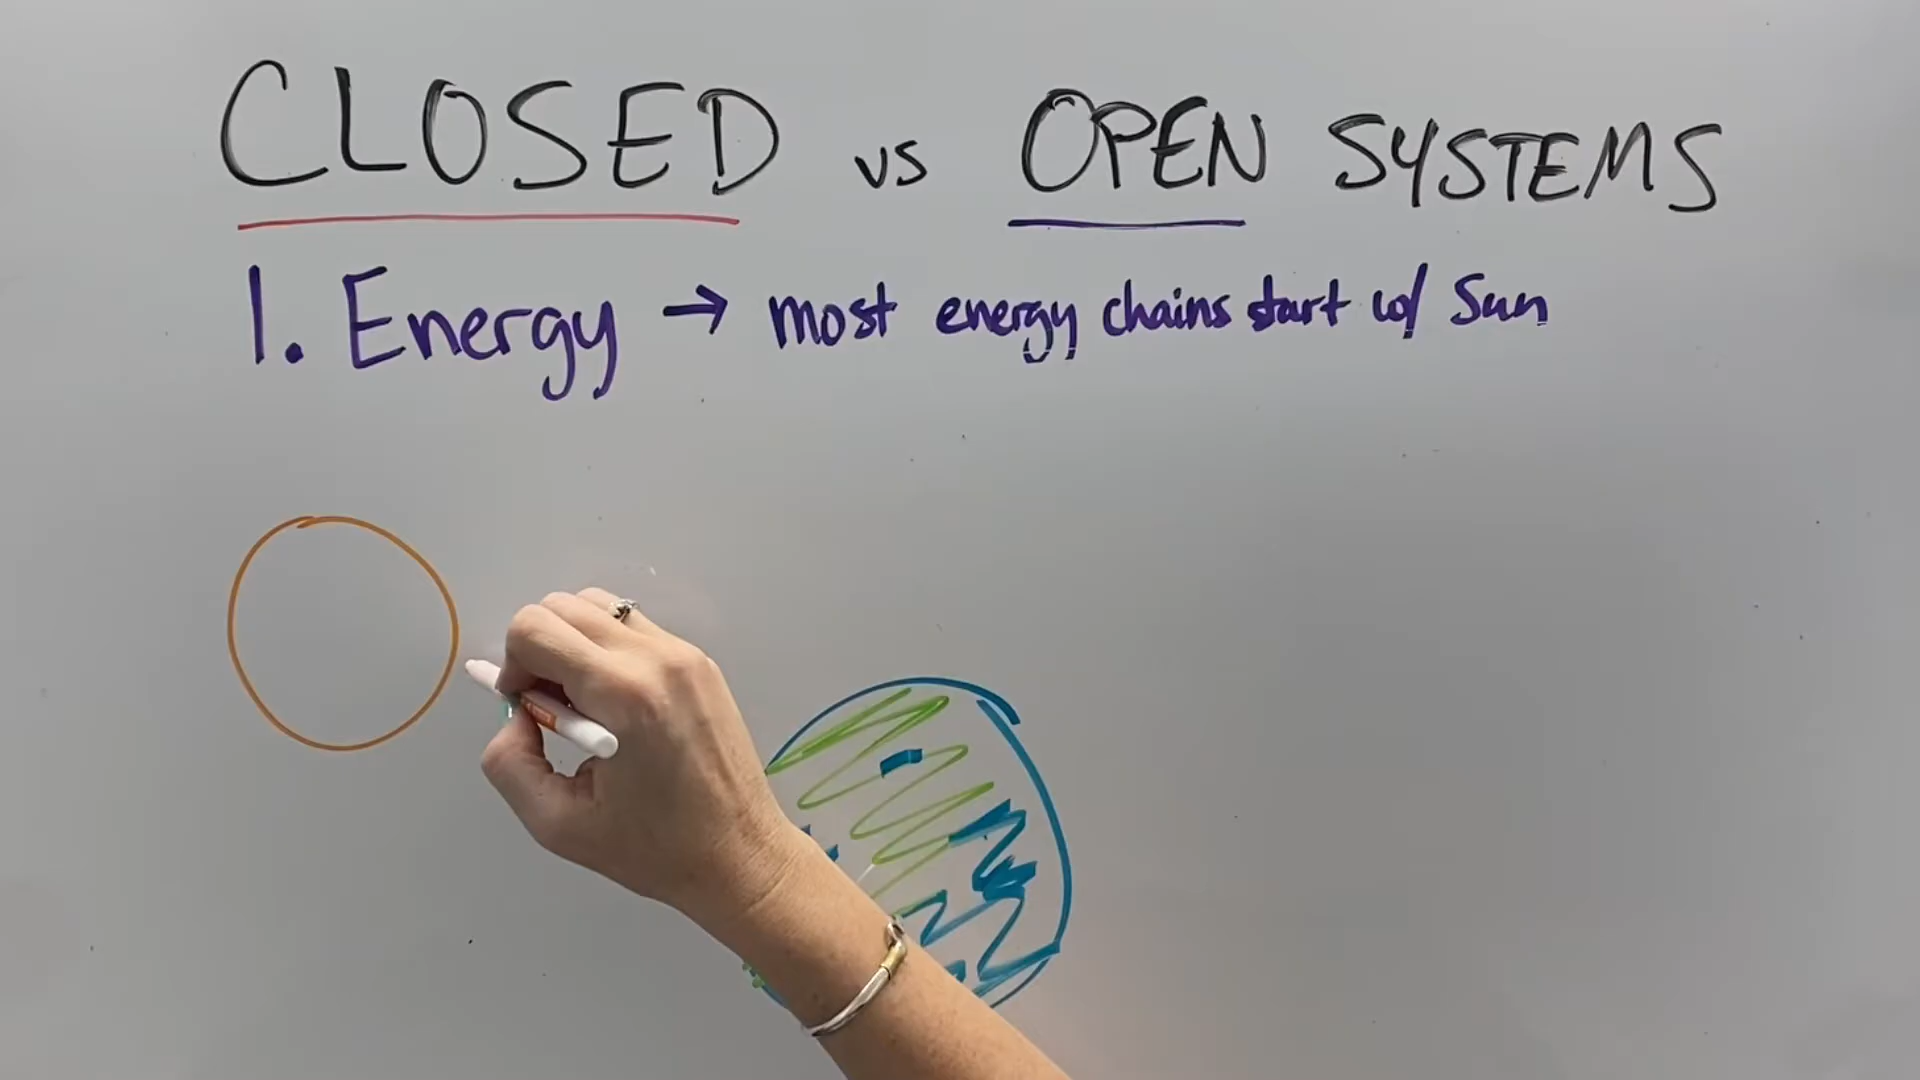 CLOSED vs OPEN SYSTEMS
1. Energy → most energy chains start w/ Sun